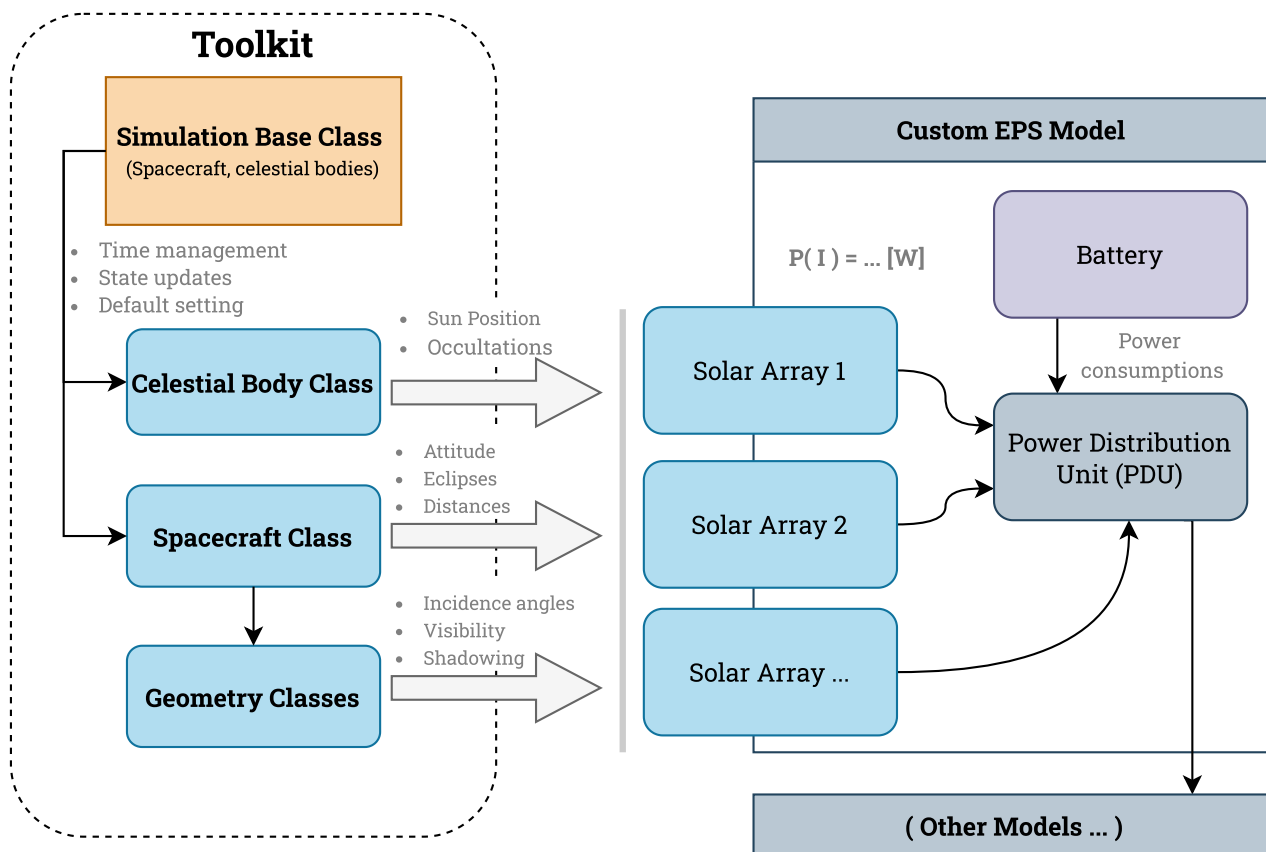 Toolkit
Simulation Base Class
(Spacecraft, celestial bodies)
• Time management
• State updates
• Default setting
Celestial Body Class
• Sun Position
• Occultations
Spacecraft Class
• Attitude
• Eclipses
• Distances
Geometry Classes
• Incidence angles
• Visibility
• Shadowing
Custom EPS Model
P( I ) = ... [W]
Battery
Power
consumptions
Solar Array 1
Solar Array 2
Solar Array ...
Power Distribution
Unit (PDU)
( Other Models ... )